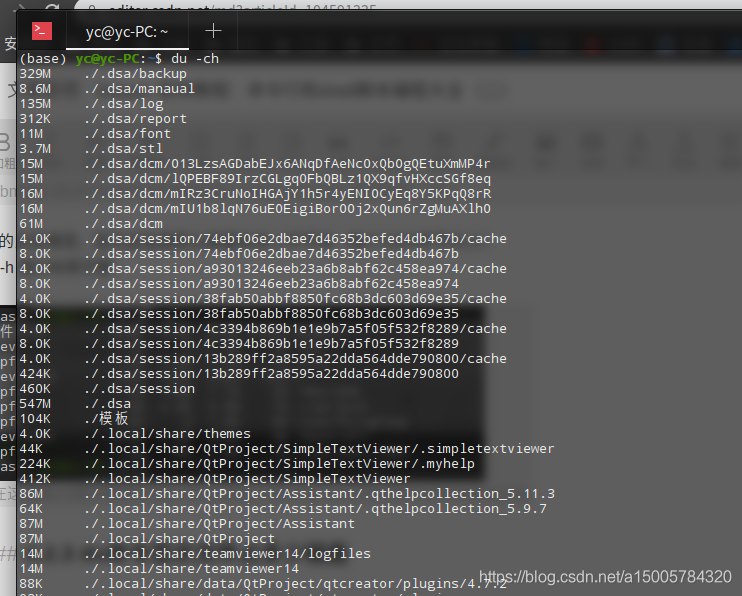 yc@yc-PC: ~
(base) yc@yc-PC:~$ du -ch
329M ./.dsa/backup
8.6M ./.dsa/manaual
135M ./.dsa/log
312K ./.dsa/report
11M ./.dsa/font
3.7M ./.dsa/stl
15M ./.dsa/dcm/013LzsAGDabEJx6ANqDfAeNc0xQb0gQEtuXmMP4r
15M ./.dsa/dcm/lQPEBF89IrzCGLgq0FbQBLz1QX9qfvHXccSGf8eq
16M ./.dsa/dcm/mIRz3CruNoIHGAjY1h5r4yENIOCyEq8Y5KPqQ8rR
16M ./.dsa/dcm/mIU1b8lqN76uEOEigiBor0Oj2xQun6rZgMuAXlh0
61M ./.dsa/dcm
4.0K ./.dsa/session/74ebf06e2dbae7d46352befed4db467b/cache
8.0K ./.dsa/session/74ebf06e2dbae7d46352befed4db467b
4.0K ./.dsa/session/a93013246eeb23a6b8abf62c458ea974/cache
8.0K ./.dsa/session/a93013246eeb23a6b8abf62c458ea974
4.0K ./.dsa/session/38fab50abbf8850fc68b3dc603d69e35/cache
8.0K ./.dsa/session/38fab50abbf8850fc68b3dc603d69e35
4.0K ./.dsa/session/4c3394b869b1e1e9b7a5f05f532f8289/cache
8.0K ./.dsa/session/4c3394b869b1e1e9b7a5f05f532f8289
4.0K ./.dsa/session/13b289ff2a8595a22dda564dde790800/cache
424K ./.dsa/session/13b289ff2a8595a22dda564dde790800
460K ./.dsa/session
547M ./.dsa
104K ./模板
4.0K ./.local/share/themes
44K ./.local/share/QtProject/SimpleTextViewer/.simpletextviewer
224K ./.local/share/QtProject/SimpleTextViewer/.myhelp
412K ./.local/share/QtProject/SimpleTextViewer
86M ./.local/share/QtProject/Assistant/.qthelpcollection_5.11.3
64K ./.local/share/QtProject/Assistant/.qthelpcollection_5.9.7
87M ./.local/share/QtProject/Assistant
87M ./.local/share/QtProject
14M ./.local/share/teamviewer14/logfiles
14M ./.local/share/teamviewer14
88K ./.local/share/data/QtProject/qtcreator/plugins/4.7.2
https://blog.csdn.net/a15005784320